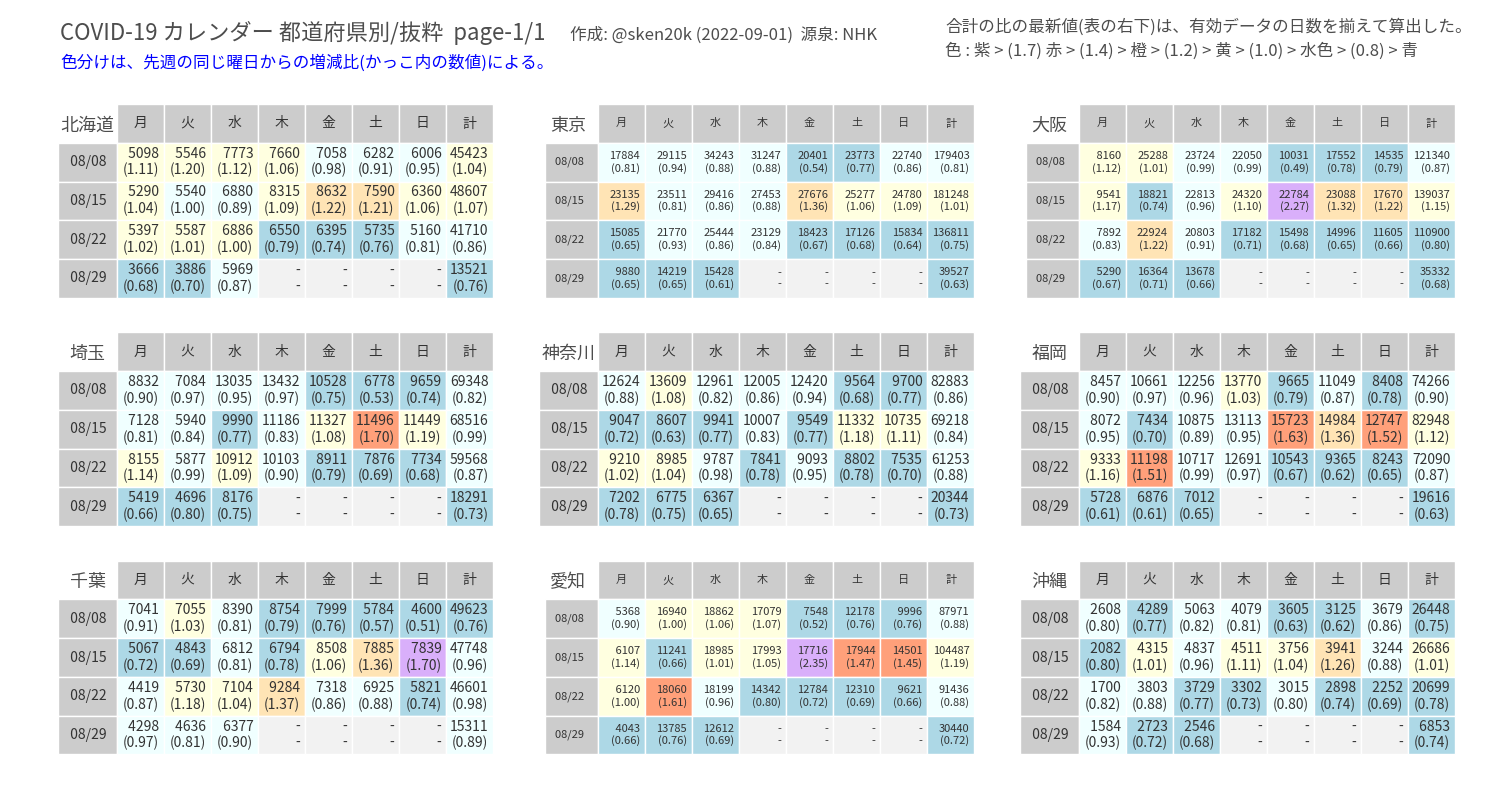 COVID-19 カレンダー 都道府県別/抜粋 page-1/1 作成: @sken20k (2022-09-01) 源泉: NHK
合計の比の最新値(表の右下)は、有効データの日数を揃えて算出した。
色分けは、先週の同じ曜日からの増減比(かっこ内の数値)による。
色 : 紫 > (1.7) 赤 > (1.4) > 橙 > (1.2) > 黄 > (1.0) > 水色 > (0.8) > 青
北海道 月 火 水 木 金 土 日 計
08/08 5098 5546 7773 7660 7058 6282 6006 45423
(1.11) (1.20) (1.12) (1.06) (0.98) (0.91) (0.95) (1.04)
08/15 5290 5540 6880 8315 8632 7590 6360 48607
(1.04) (1.00) (0.89) (1.09) (1.22) (1.21) (1.06) (1.07)
08/22 5397 5587 6886 6550 6395 5735 5160 41710
(1.02) (1.01) (1.00) (0.79) (0.74) (0.76) (0.81) (0.86)
08/29 3666 3886 5969 - - - - 13521
(0.68) (0.70) (0.87) - - - - (0.76)
東京 月 火 水 木 金 土 日 計
08/08 17884 29115 34243 31247 20401 23773 22740 179403
(0.81) (0.94) (0.88) (0.88) (0.54) (0.77) (0.86) (0.81)
08/15 23135 23511 29416 27453 27676 25277 24780 181248
(1.29) (0.81) (0.86) (0.88) (1.36) (1.06) (1.09) (1.01)
08/22 15085 21770 25444 23129 18423 17126 15834 136811
(0.65) (0.93) (0.86) (0.84) (0.67) (0.68) (0.64) (0.75)
08/29 9880 14219 15428 - - - - 39527
(0.65) (0.65) (0.61) - - - - (0.63)
大阪 月 火 水 木 金 土 日 計
08/08 8160 25288 23724 22050 10031 17552 14535 121340
(1.12) (1.01) (0.99) (0.99) (0.49) (0.78) (0.79) (0.87)
08/15 9541 18821 22813 24320 22784 23088 17670 139037
(1.17) (0.74) (0.96) (1.10) (2.27) (1.32) (1.22) (1.15)
08/22 7892 22924 20803 17182 15498 14996 11605 110900
(0.83) (1.22) (0.91) (0.71) (0.68) (0.65) (0.66) (0.80)
08/29 5290 16364 13678 - - - - 35332
(0.67) (0.71) (0.66) - - - - (0.68)
埼玉 月 火 水 木 金 土 日 計
08/08 8832 7084 13035 13432 10528 6778 9659 69348
(0.90) (0.97) (0.95) (0.97) (0.75) (0.53) (0.74) (0.82)
08/15 7128 5940 9990 11186 11327 11496 11449 68516
(0.81) (0.84) (0.77) (0.83) (1.08) (1.70) (1.19) (0.99)
08/22 8155 5877 10912 10103 8911 7876 7734 59568
(1.14) (0.99) (1.09) (0.90) (0.79) (0.69) (0.68) (0.87)
08/29 5419 4696 8176 - - - - 18291
(0.66) (0.80) (0.75) - - - - (0.73)
神奈川 月 火 水 木 金 土 日 計
08/08 12624 13609 12961 12005 12420 9564 9700 82883
(0.88) (1.08) (0.82) (0.86) (0.94) (0.68) (0.77) (0.86)
08/15 9047 8607 9941 10007 9549 11332 10735 69218
(0.72) (0.63) (0.77) (0.83) (0.77) (1.18) (1.11) (0.84)
08/22 9210 8985 9787 7841 9093 8802 7535 61253
(1.02) (1.04) (0.98) (0.78) (0.95) (0.78) (0.70) (0.88)
08/29 7202 6775 6367 - - - - 20344
(0.78) (0.75) (0.65) - - - - (0.73)
福岡 月 火 水 木 金 土 日 計
08/08 8457 10661 12256 13770 9665 11049 8408 74266
(0.90) (0.97) (0.96) (1.03) (0.79) (0.87) (0.78) (0.90)
08/15 8072 7434 10875 13113 15723 14984 12747 82948
(0.95) (0.70) (0.89) (0.95) (1.63) (1.36) (1.52) (1.12)
08/22 9333 11198 10717 12691 10543 9365 8243 72090
(1.16) (1.51) (0.99) (0.97) (0.67) (0.62) (0.65) (0.87)
08/29 5728 6876 7012 - - - - 19616
(0.61) (0.61) (0.65) - - - - (0.63)
千葉 月 火 水 木 金 土 日 計
08/08 7041 7055 8390 8754 7999 5784 4600 49623
(0.91) (1.03) (0.81) (0.79) (0.76) (0.57) (0.51) (0.76)
08/15 5067 4843 6812 6794 8508 7885 7839 47748
(0.72) (0.69) (0.81) (0.78) (1.06) (1.36) (1.70) (0.96)
08/22 4419 5730 7104 9284 7318 6925 5821 46601
(0.87) (1.18) (1.04) (1.37) (0.86) (0.88) (0.74) (0.98)
08/29 4298 4636 6377 - - - - 15311
(0.97) (0.81) (0.90) - - - - (0.89)
愛知 月 火 水 木 金 土 日 計
08/08 5368 16940 18862 17079 7548 12178 9996 87971
(0.90) (1.00) (1.06) (1.07) (0.52) (0.76) (0.76) (0.88)
08/15 6107 11241 18985 17993 17716 17944 14501 104487
(1.14) (0.66) (1.01) (1.05) (2.35) (1.47) (1.45) (1.19)
08/22 6120 18060 18199 14342 12784 12310 9621 91436
(1.00) (1.61) (0.96) (0.80) (0.72) (0.69) (0.66) (0.88)
08/29 4043 13785 12612 - - - - 30440
(0.66) (0.76) (0.69) - - - - (0.72)
沖縄 月 火 水 木 金 土 日 計
08/08 2608 4289 5063 4079 3605 3125 3679 26448
(0.80) (0.77) (0.82) (0.81) (0.63) (0.62) (0.86) (0.75)
08/15 2082 4315 4837 4511 3756 3941 3244 26686
(0.80) (1.01) (0.96) (1.11) (1.04) (1.26) (0.88) (1.01)
08/22 1700 3803 3729 3302 3015 2898 2252 20699
(0.82) (0.88) (0.77) (0.73) (0.80) (0.74) (0.69) (0.78)
08/29 1584 2723 2546 - - - - 6853
(0.93) (0.72) (0.68) - - - - (0.74)